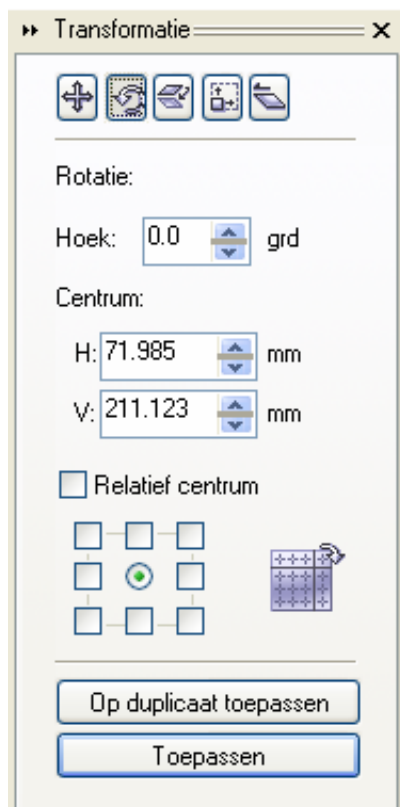 Transformatie
Rotatie:
Hoek: 0.0 grd
Centrum:
H: 71.985 mm
V: 211.123 mm
Relatief centrum
Op duplicaat toepassen
Toepassen